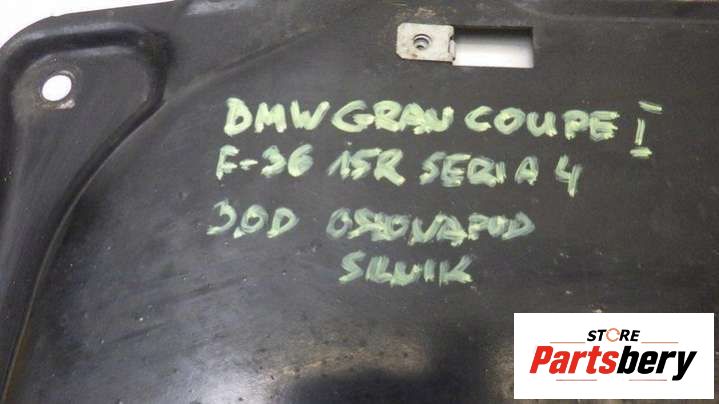 BMW GRAN COUPE I
F-36 15R SERIA 4
3,0D OSŁONA POD
SILNIK
STORE
Partsbery